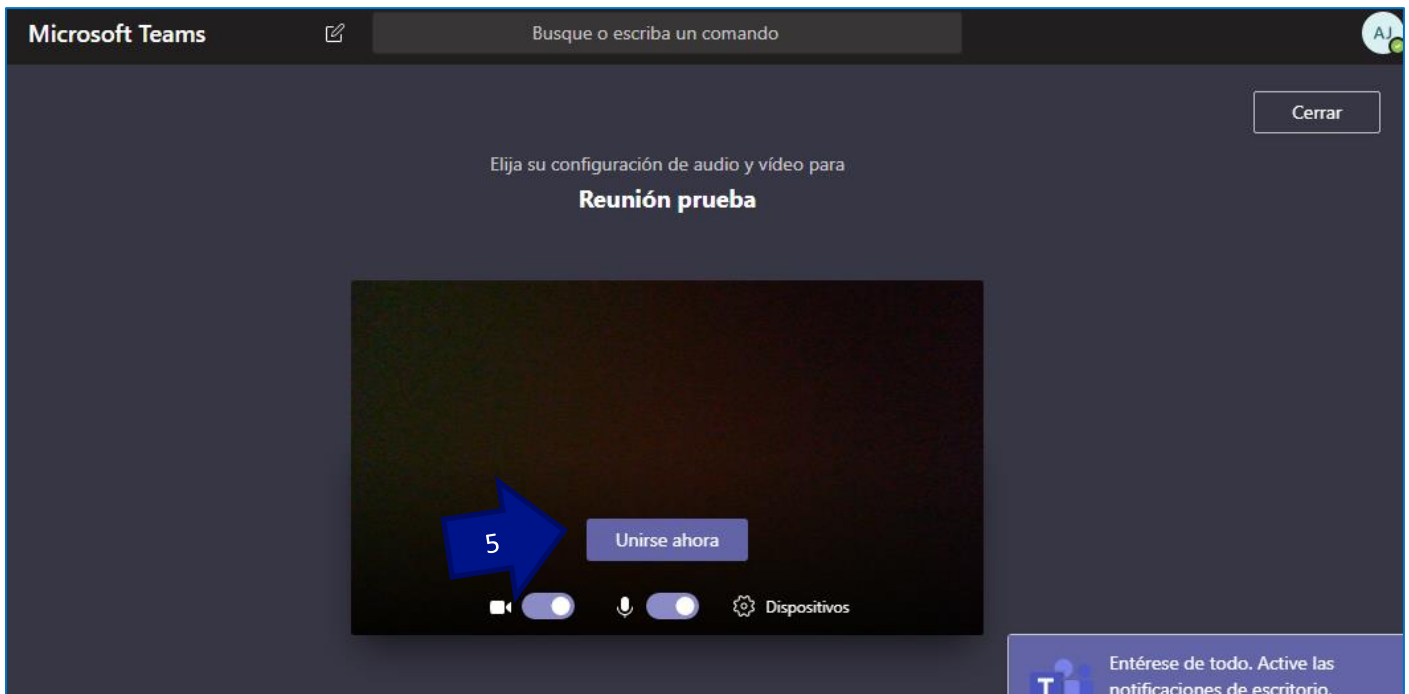 Microsoft Teams
Busque o escriba un comando
AJ
Cerrar
Elija su configuración de audio y vídeo para
Reunión prueba
5
Unirse ahora
Dispositivos
Entérese de todo. Active las
T
notificaciones de escritorio.